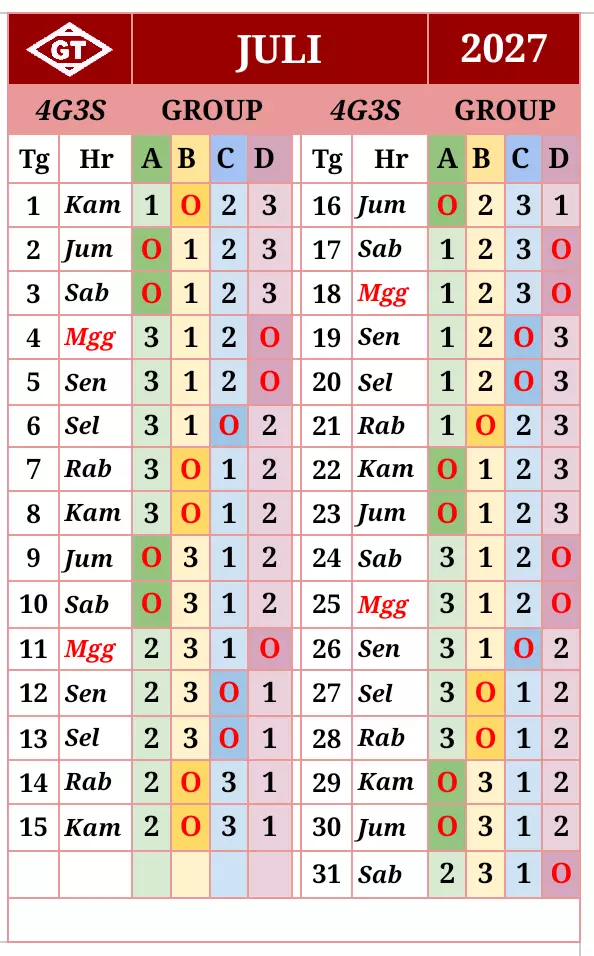 GT JULI 2027
4G3S GROUP 4G3S GROUP
Tg Hr A B C D Tg Hr A B C D
1 Kam 1 O 2 3 16 Jum O 2 3 1
2 Jum O 1 2 3 17 Sab 1 2 3 O
3 Sab O 1 2 3 18 Mgg 1 2 3 O
4 Mgg 3 1 2 O 19 Sen 1 2 O 3
5 Sen 3 1 2 O 20 Sel 1 2 O 3
6 Sel 3 1 O 2 21 Rab 1 O 2 3
7 Rab 3 O 1 2 22 Kam O 1 2 3
8 Kam 3 O 1 2 23 Jum O 1 2 3
9 Jum O 3 1 2 24 Sab 3 1 2 O
10 Sab O 3 1 2 25 Mgg 3 1 2 O
11 Mgg 2 3 1 O 26 Sen 3 1 O 2
12 Sen 2 3 O 1 27 Sel 3 O 1 2
13 Sel 2 3 O 1 28 Rab 3 O 1 2
14 Rab 2 O 3 1 29 Kam O 3 1 2
15 Kam 2 O 3 1 30 Jum O 3 1 2
31 Sab 2 3 1 O